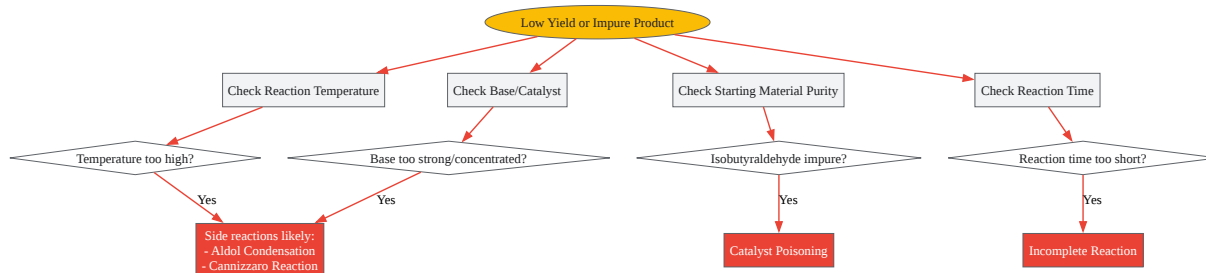 Low Yield or Impure Product
Check Reaction Temperature
Check Base/Catalyst
Check Starting Material Purity
Check Reaction Time
Temperature too high?
Base too strong/concentrated?
Isobutyraldehyde impure?
Reaction time too short?
Yes
Yes
Yes
Yes
Side reactions likely:
- Aldol Condensation
- Cannizzaro Reaction
Catalyst Poisoning
Incomplete Reaction